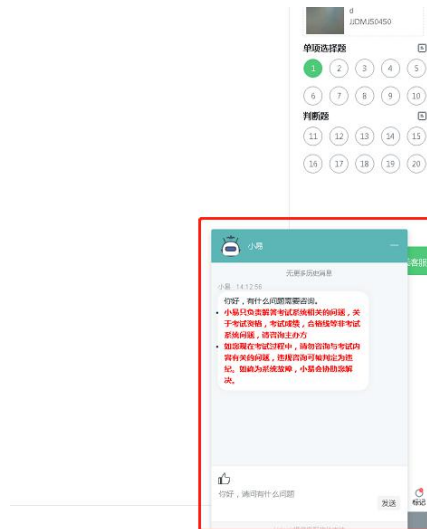 d
JJDMJS0450
单项选择题
1 2 3 4 5
6 7 8 9 10
判断题
11 12 13 14 15
16 17 18 19 20
小易
客服
无更多历史消息
小易 14:12:56
你好，有什么问题需要咨询。
• 小易只负责解答考试系统相关的问题，关
于考试资格，考试成绩，合格线等非考试
系统问题，请咨询主办方
• 如您现在考试过程中，请勿咨询与考试内
容有关的问题，违规咨询可被判定为违
纪。如确为系统故障，小易会协助您解
决。
你好，请问有什么问题
发送
标记